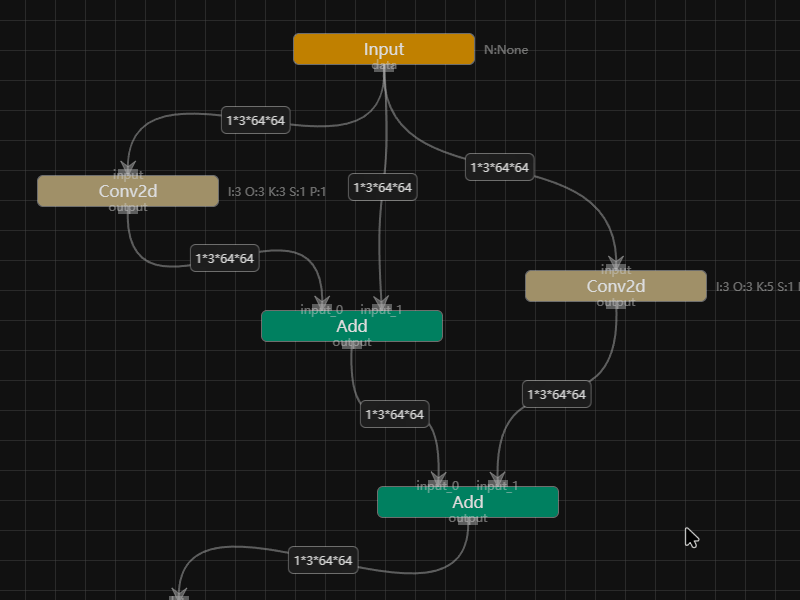 Input
N:None
data
1*3*64*64
1*3*64*64
1*3*64*64
input
Conv2d
I:3 O:3 K:3 S:1 P:1
output
1*3*64*64
input
Conv2d
I:3 O:3 K:5 S:1
output
input_0 input_1
Add
output
1*3*64*64
1*3*64*64
input_0 input_1
Add
output
1*3*64*64